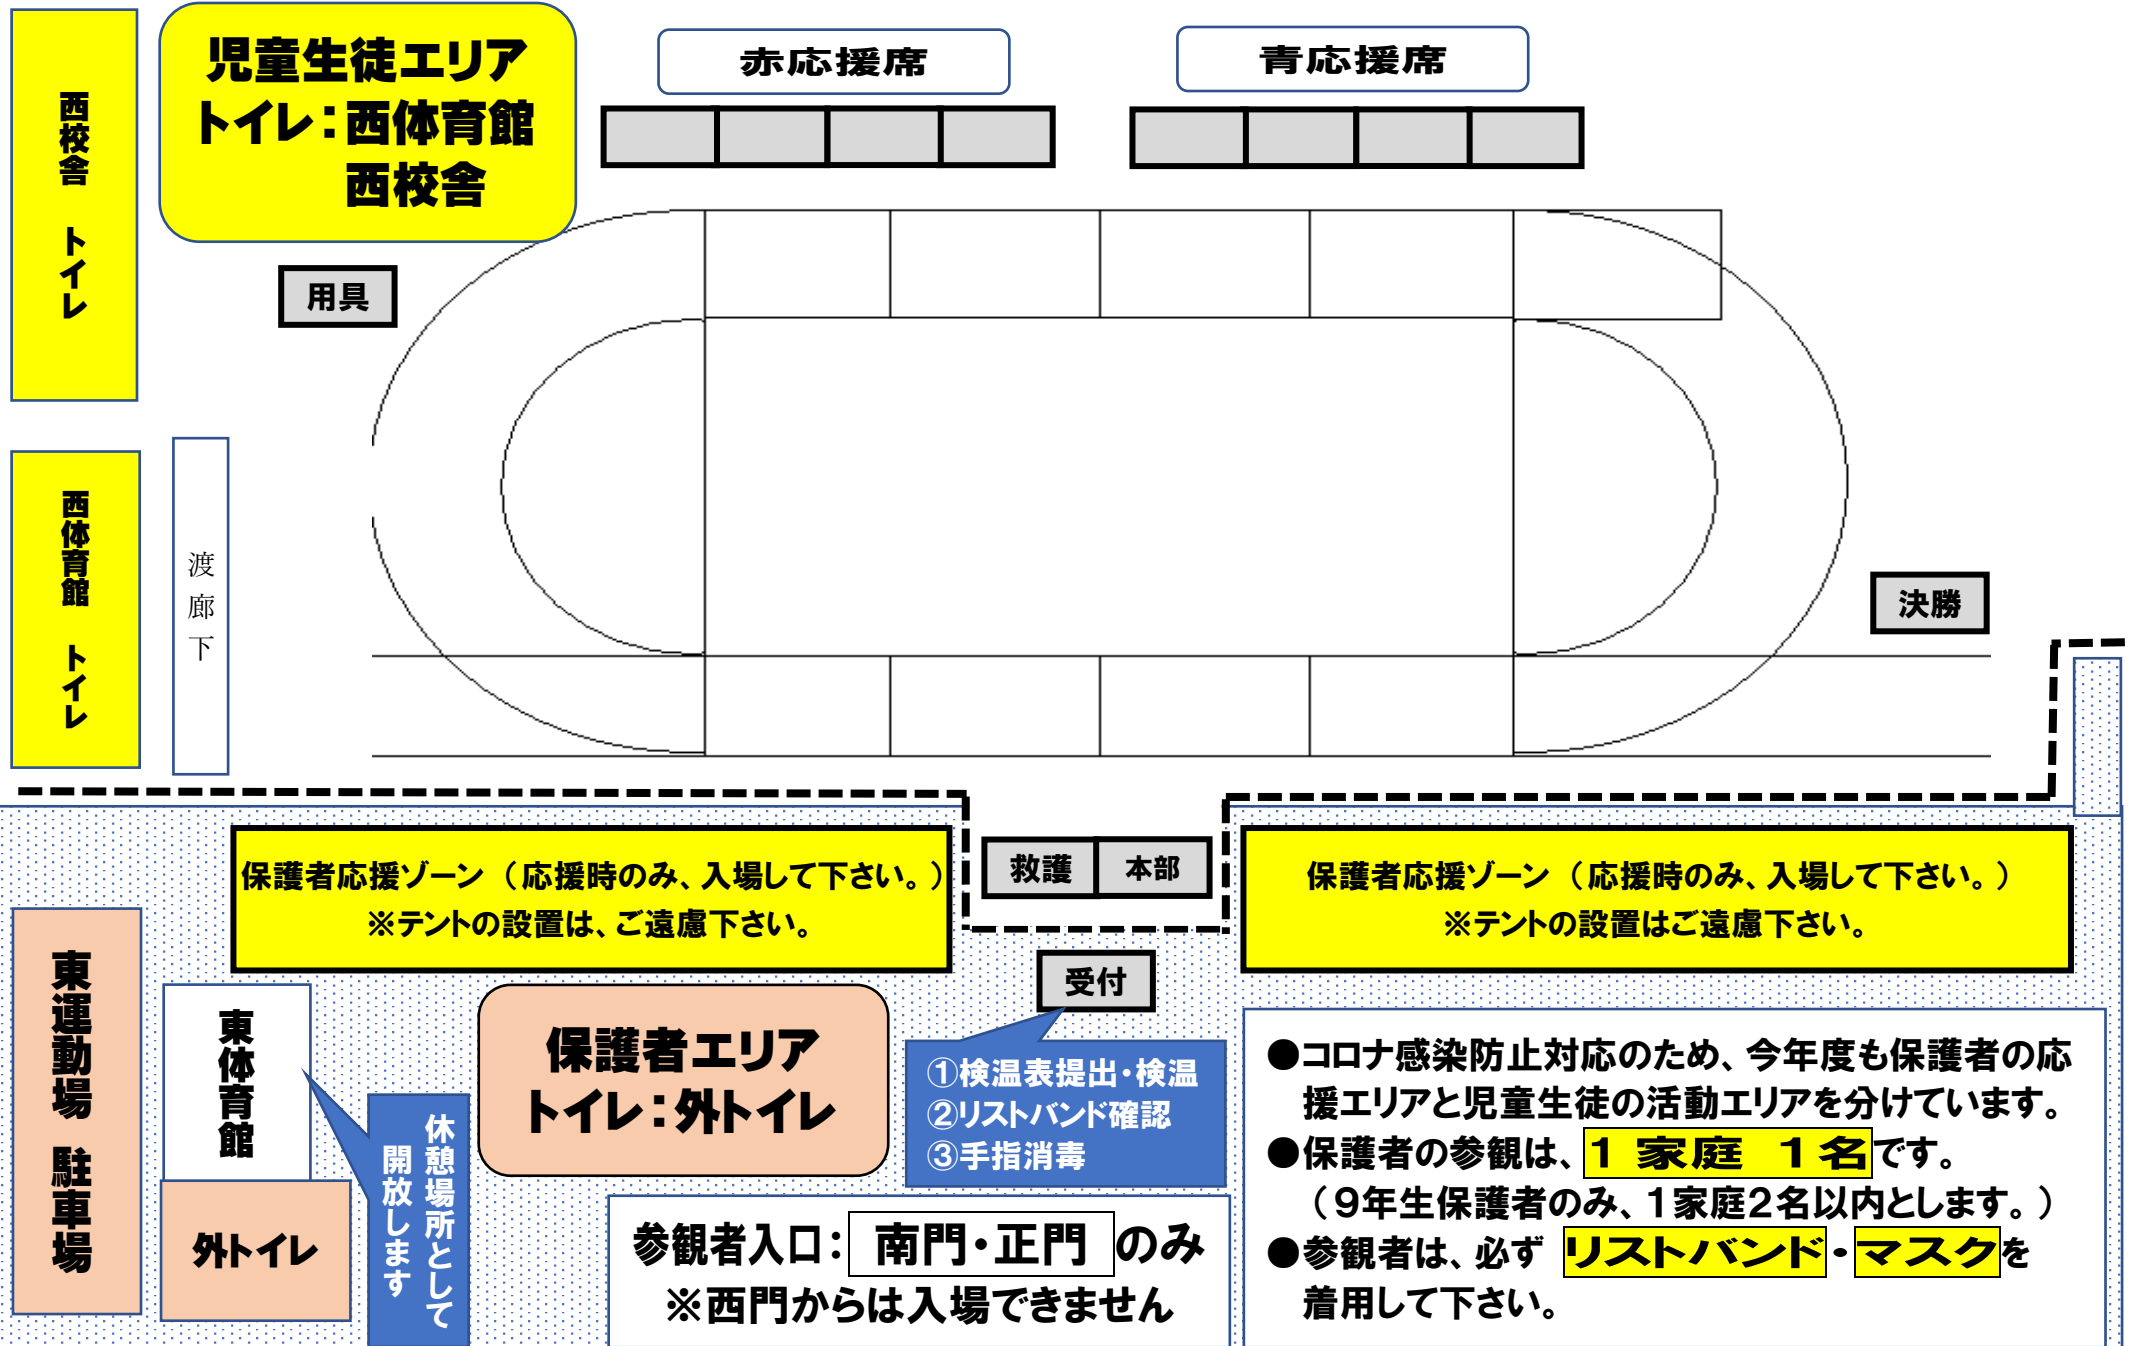 児童生徒エリア
トイレ：西体育館
西校舎
赤応援席
青応援席
西校舎　トイレ
用具
西体育館　トイレ
渡廊下
決勝
保護者応援ゾーン（応援時のみ、入場して下さい。）
※テントの設置は、ご遠慮下さい。
救護
本部
保護者応援ゾーン（応援時のみ、入場して下さい。）
※テントの設置はご遠慮下さい。
受付
①検温表提出・検温
②リストバンド確認
③手指消毒
東運動場　駐車場
東体育館
外トイレ
休憩場所として
開放します
保護者エリア
トイレ：外トイレ
参観者入口：南門・正門のみ
※西門からは入場できません
●コロナ感染防止対応のため、今年度も保護者の応
援エリアと児童生徒の活動エリアを分けています。
●保護者の参観は、１家庭　１名です。
（９年生保護者のみ、１家庭２名以内とします。）
●参観者は、必ず リストバンド・マスクを
着用して下さい。